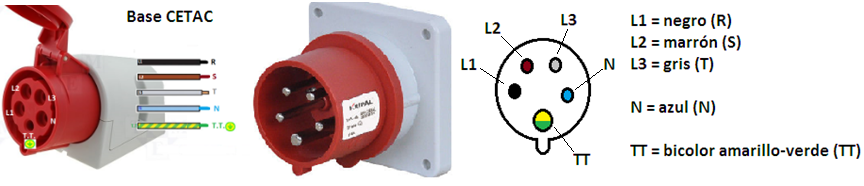 Base CETAC
R
S
T
N
T.T.
L2
L3
L1
N
T.T.
L2
L3
L1
N
TT
L1 = negro (R)
L2 = marrón (S)
L3 = gris (T)
N = azul (N)
TT = bicolor amarillo-verde (TT)